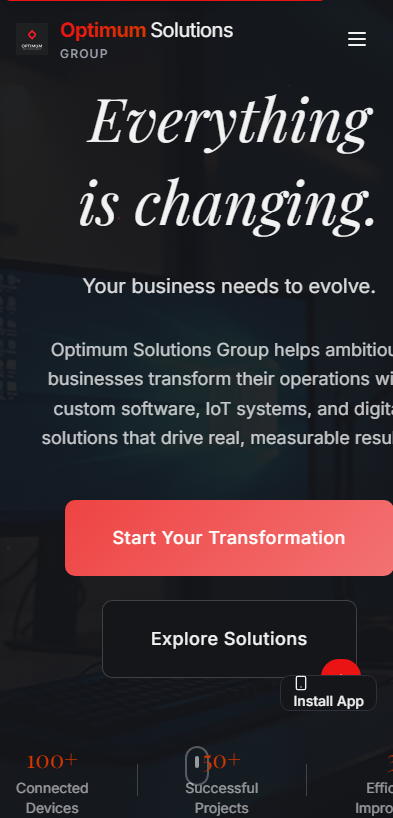 OPTIMUM
Optimum Solutions
GROUP
Everything
is changing.
Your business needs to evolve.
Optimum Solutions Group helps ambitiou
businesses transform their operations wi
custom software, IoT systems, and digita
solutions that drive real, measurable resul
Start Your Transformation
Explore Solutions
Install App
100+ 50+
Connected Successful Effic
Devices Projects Impro